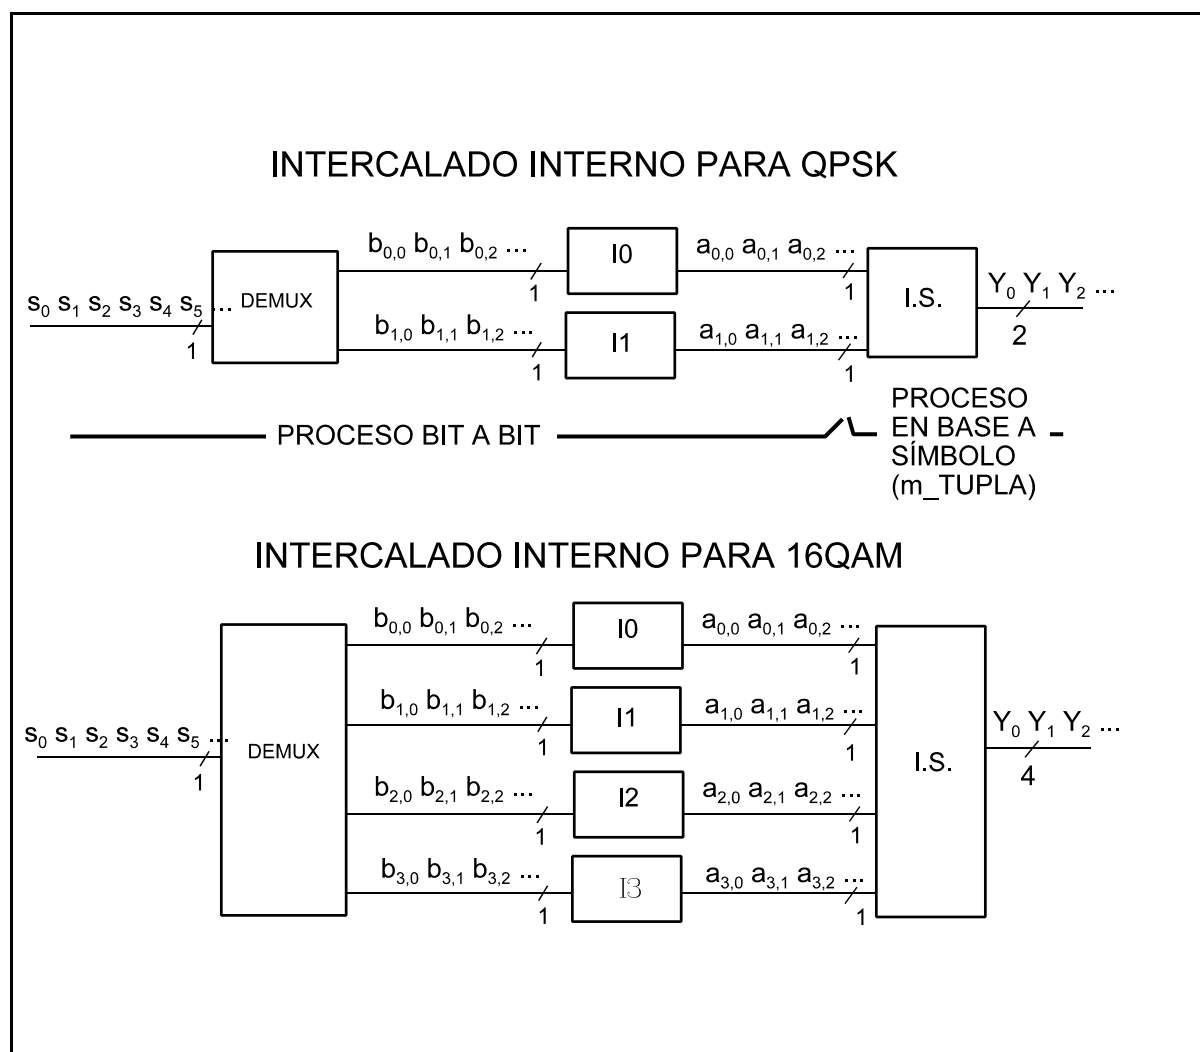 INTERCALADO INTERNO PARA QPSK
b0,0 b0,1 b0,2 ...
I0
a0,0 a0,1 a0,2 ...
1
1
s0 s1 s2 s3 s4 s5 ...
1
DEMUX
I.S.
Y0 Y1 Y2 ...
2
b1,0 b1,1 b1,2 ...
I1
a1,0 a1,1 a1,2 ...
1
1
PROCESO BIT A BIT
PROCESO
EN BASE A
SÍMBOLO
(m_TUPLA)
INTERCALADO INTERNO PARA 16QAM
b0,0 b0,1 b0,2 ...
I0
a0,0 a0,1 a0,2 ...
1
1
b1,0 b1,1 b1,2 ...
I1
a1,0 a1,1 a1,2 ...
1
1
s0 s1 s2 s3 s4 s5 ...
1
DEMUX
I.S.
Y0 Y1 Y2 ...
4
b2,0 b2,1 b2,2 ...
I2
a2,0 a2,1 a2,2 ...
1
1
b3,0 b3,1 b3,2 ...
I3
a3,0 a3,1 a3,2 ...
1
1